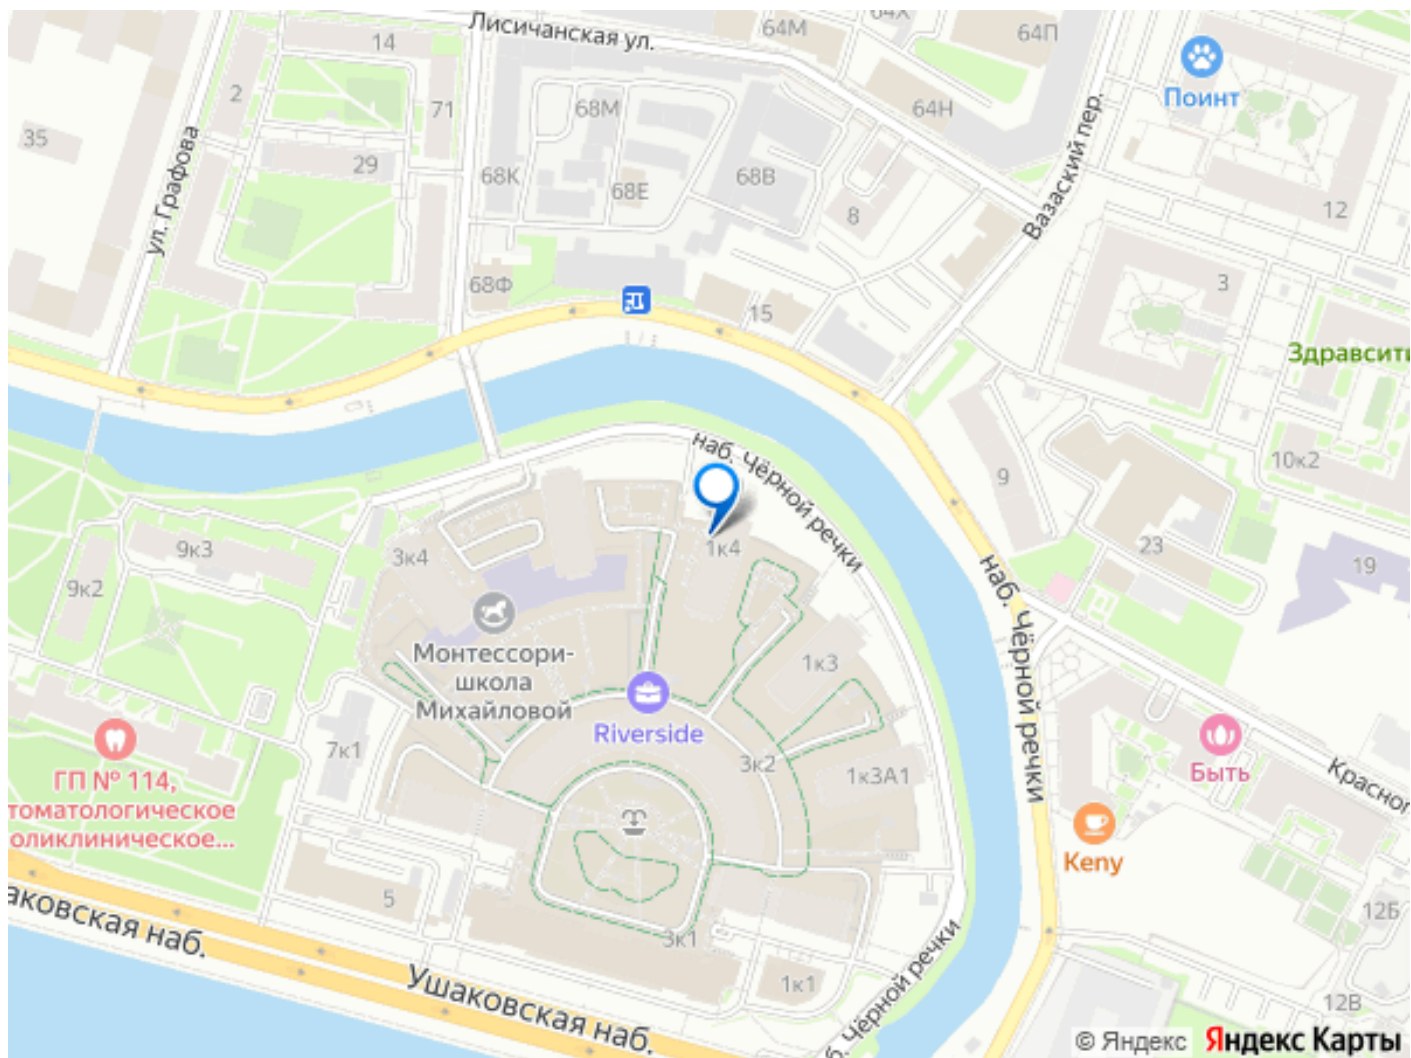 Лисичанская ул.
14
64М
64Х
64П
Поинт
2
71
68М
64Н
35
ул. Графова
29
68К
68Е
68В
8
Вазаский пер.
12
68Ф
15
3
Здравсити
наб. Чёрной речки
9
10к2
1к4
9к3
3к4
23
19
9к2
наб. Чёрной речки
Монтессори-
школа
Михайловой
1к3
Riverside
7к1
3к2
1к3А1
Быть
ГП № 114,
томатологическое
оликлиническое...
Красног
Keny
5
аковская наб.
3к1
12Б
Ушаковская наб.
1к1
б. Чёрной речки
12В
© Яндекс Яндекс Карты